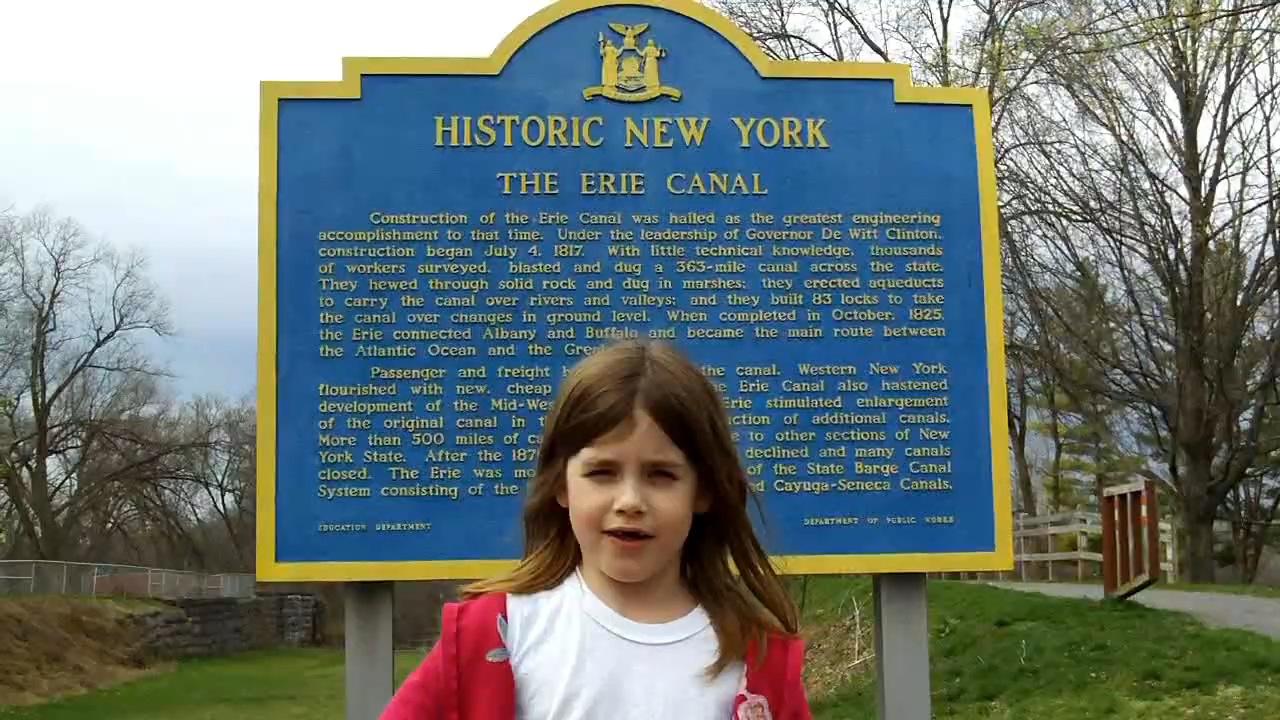 HISTORIC NEW YORK
THE ERIE CANAL
Construction of the Erie Canal was hailed as the greatest engineering
accomplishment to that time. Under the leadership of Governor De Witt Clinton,
construction began July 4, 1817. With little technical knowledge, thousands
of workers surveyed, blasted and dug a 363-mile canal across the state.
They hewed through solid rock and dug in marshes; they erected aqueducts
to carry the canal over rivers and valleys; and they built 83 locks to take
the canal over changes in ground level. When completed in October, 1825,
the Erie connected Albany and Buffalo and became the main route between
the Atlantic Ocean and the
Passenger and freight the canal. Western New York
flourished with new, cheap Erie Canal also hastened
development of the Erie stimulated enlargement
of the original canal in of additional canals.
More than 500 miles of to other sections of New
York State. After the declined and many canals
closed. The Erie was of the State Barge Canal
System consisting of the Cayuga-Seneca Canals.
EDUCATION DEPARTMENT DEPARTMENT OF PUBLIC WORKS